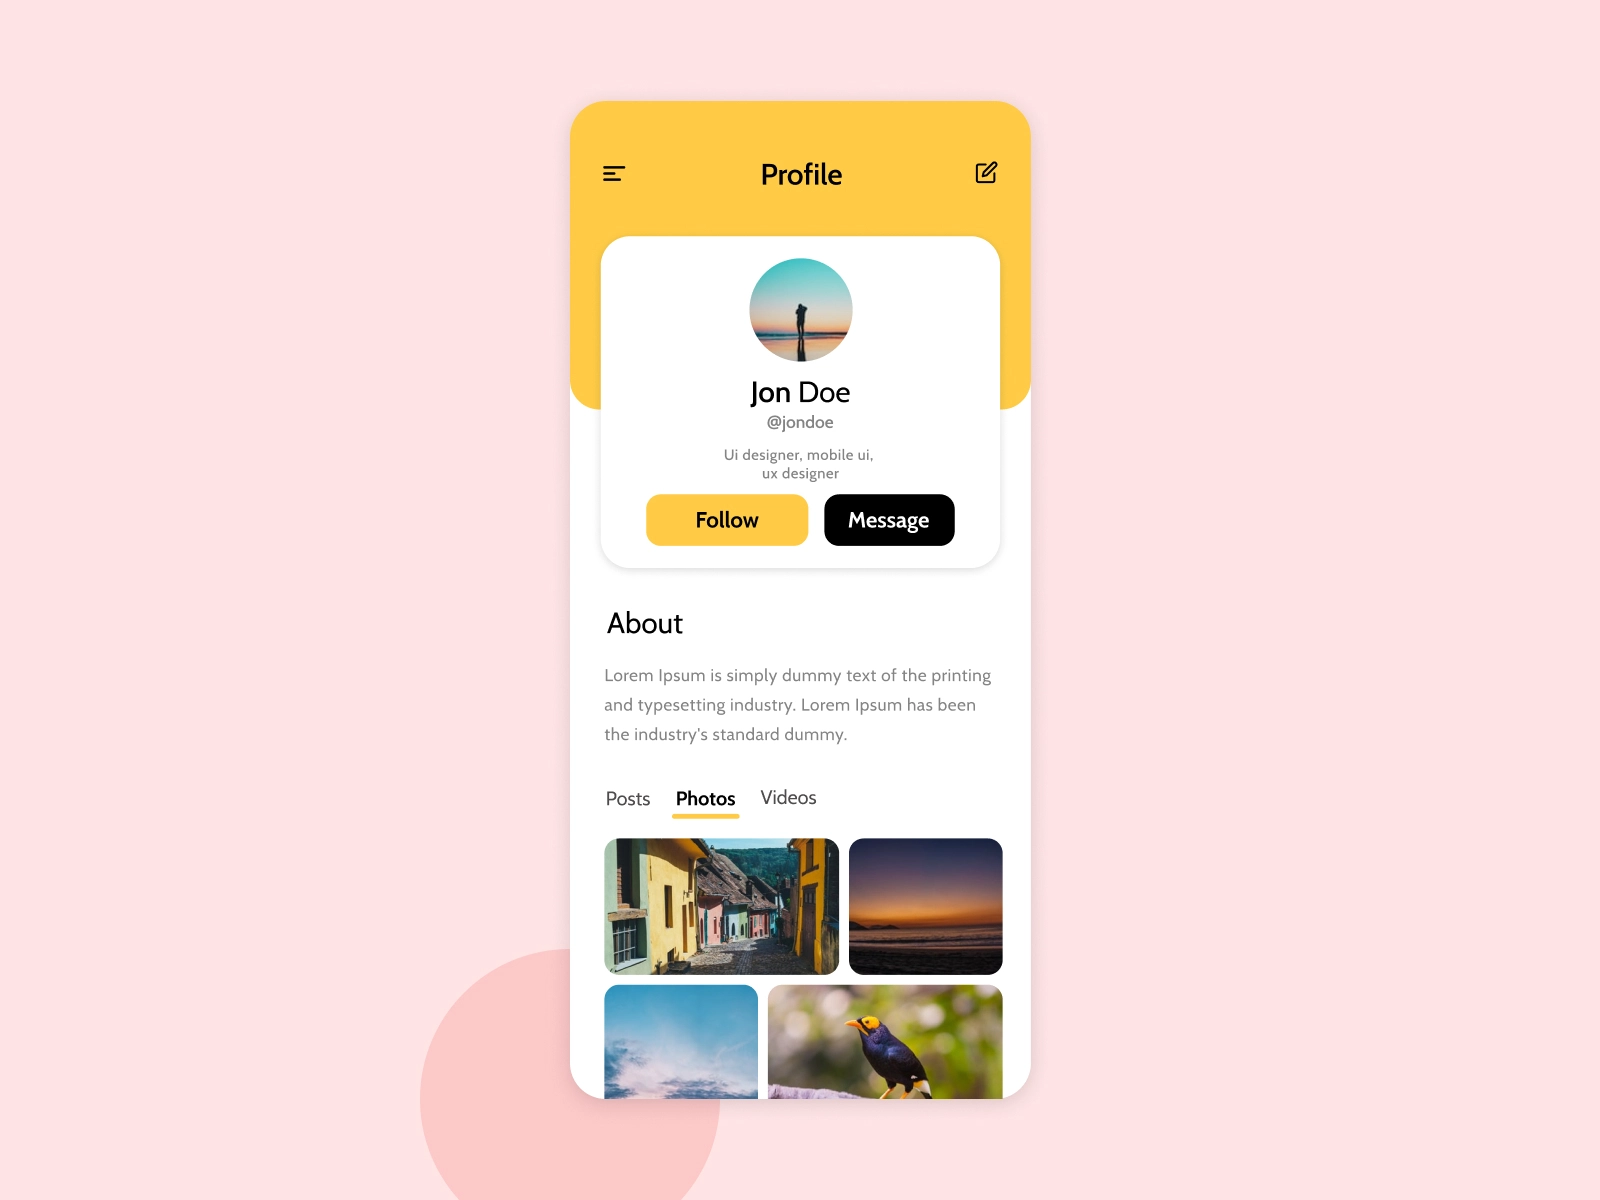 Profile
Jon Doe
@jondoe
Ui designer, mobile ui,
ux designer
Follow
Message
About
Lorem Ipsum is simply dummy text of the printing
and typesetting industry. Lorem Ipsum has been
the industry's standard dummy.
Posts
Photos
Videos